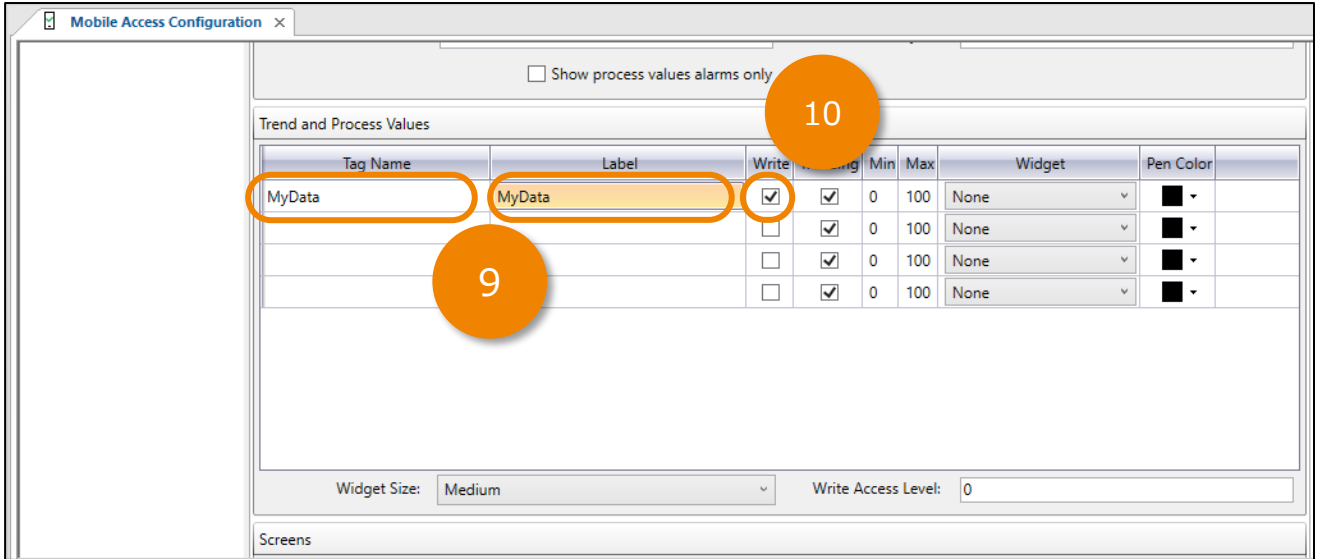 Mobile Access Configuration ×
Show process values alarms only
10
Trend and Process Values
Tag Name Label Write Min Max Widget Pen Color
MyData MyData 0 100 None
0 100 None
9
0 100 None
0 100 None
Widget Size: Medium Write Access Level: 0
Screens